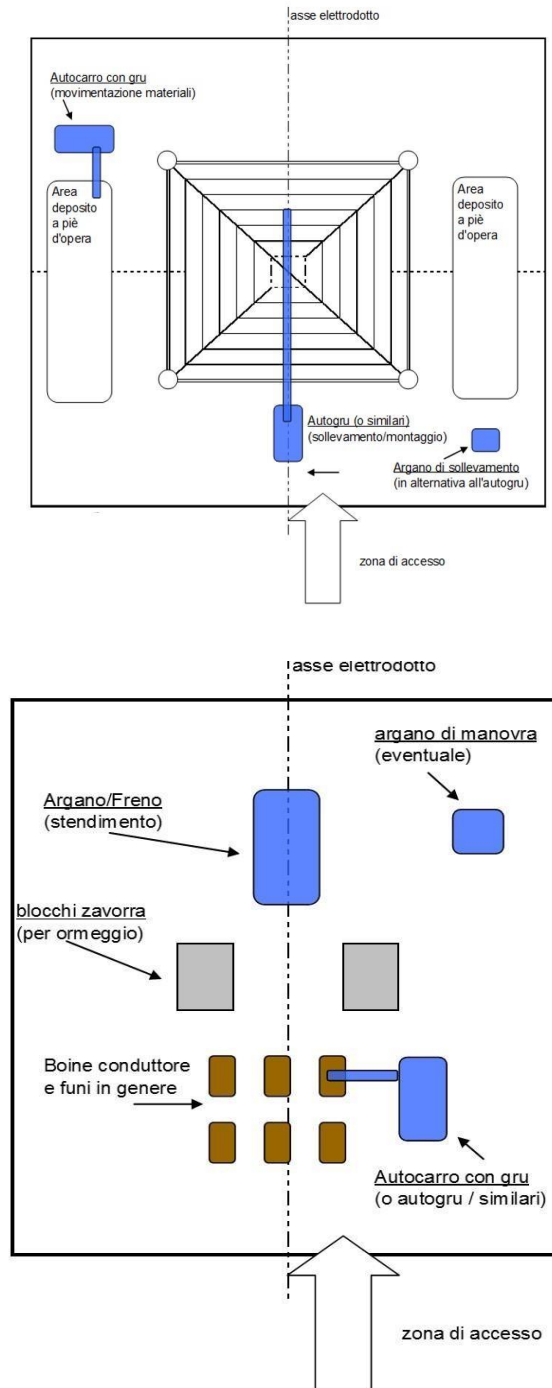 asse elettrodotto
Autocarro con gru
(movimentazione materiali)
Area
deposito
a piè
d'opera
Area
deposito
a piè
d'opera
Autogru (o similari)
(sollevamento/montaggio)
Argano di sollevamento
(in alternativa all'autogru)
zona di accesso
asse elettrodotto
argano di manovra
(eventuale)
Argano/Freno
(stendimento)
blocchi zavorra
(per ormeggio)
Boine conduttore
e funi in genere
Autocarro con gru
(o autogru / similari)
zona di accesso